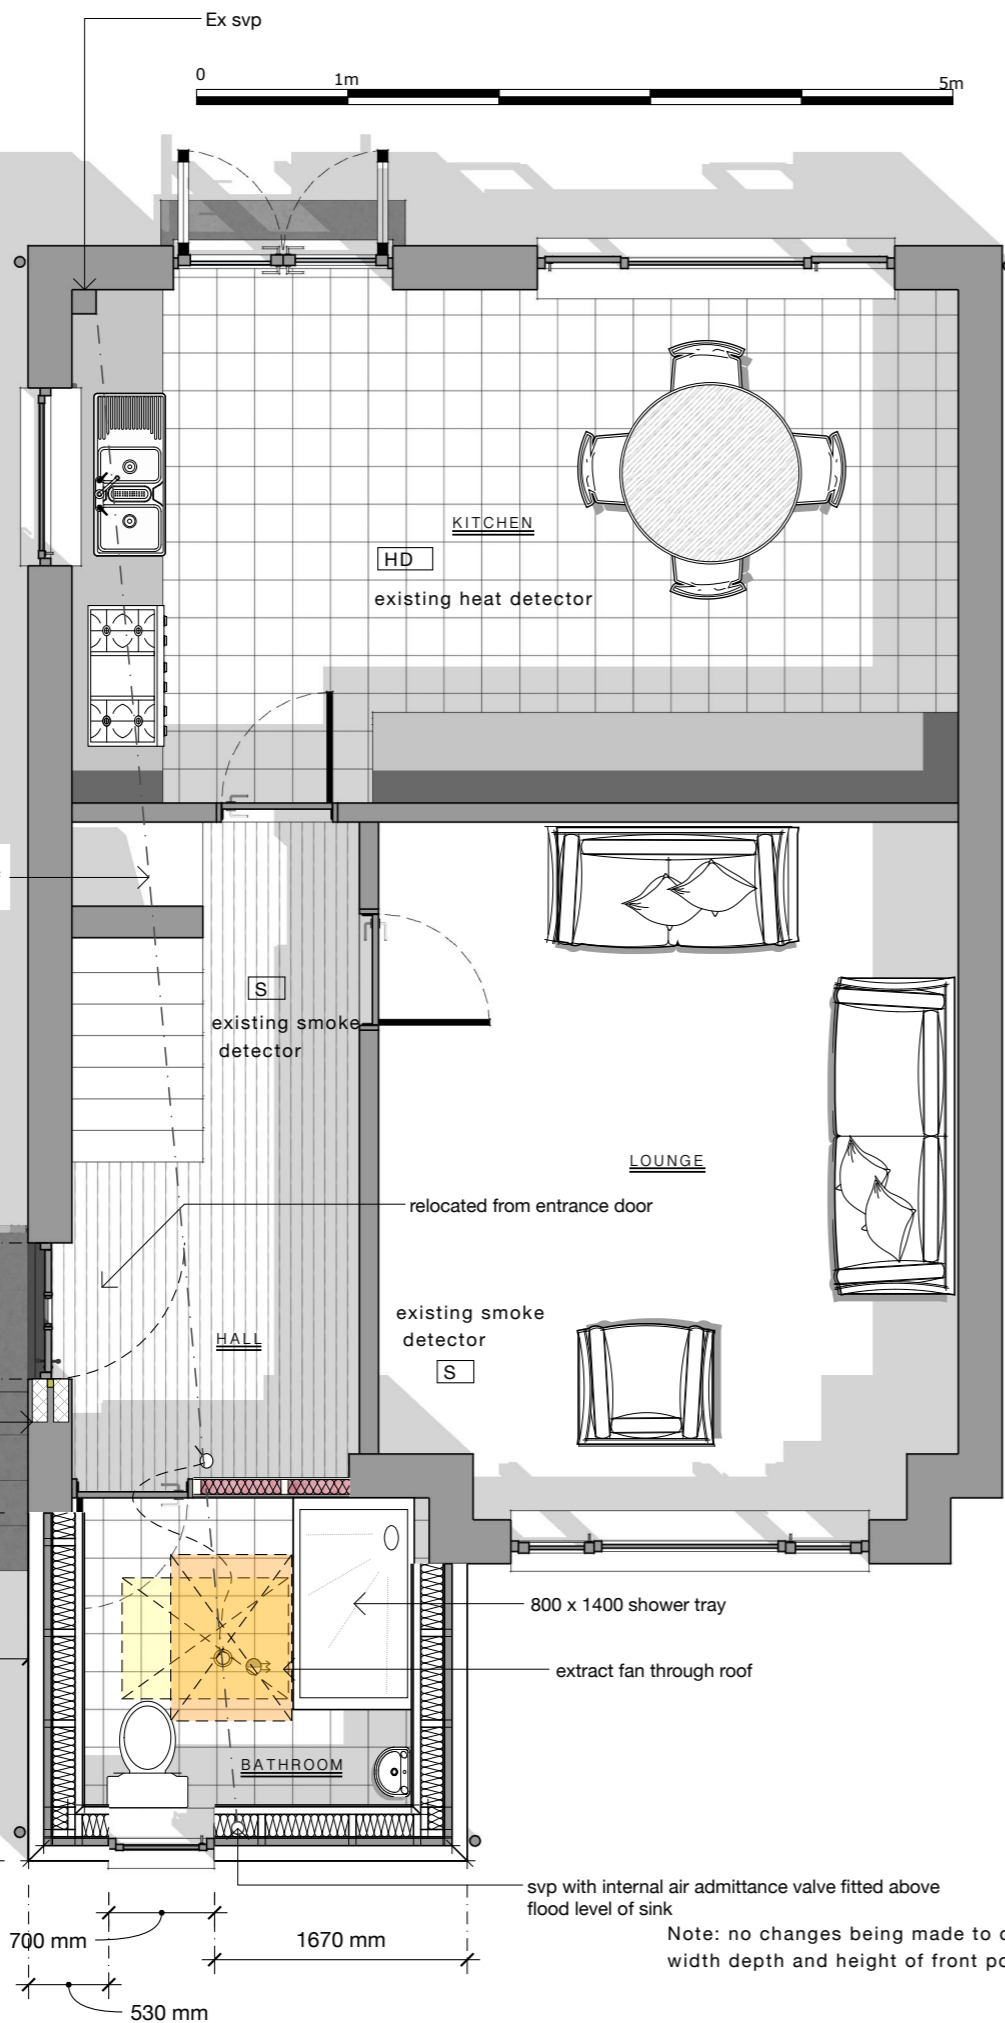 Ex svp
0 1m 5m
KITCHEN
HD
existing heat detector
S
existing smoke
detector
LOUNGE
relocated from entrance door
existing smoke
detector
S
HALL
800 x 1400 shower tray
extract fan through roof
BATHROOM
svp with internal air admittance valve fitted above
flood level of sink
Note: no changes being made to
width depth and height of front
700 mm
1670 mm
530 mm